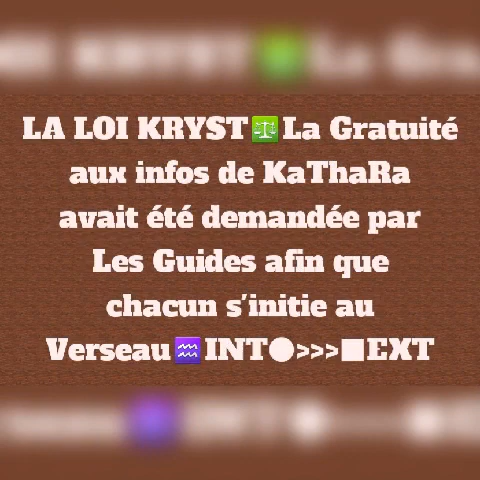 LA LOI KRYST⚖️La Gratuité
aux infos de KaThaRa
avait été demandée par
Les Guides afin que
chacun s'initie au
Verseau♒INT●>>>■EXT